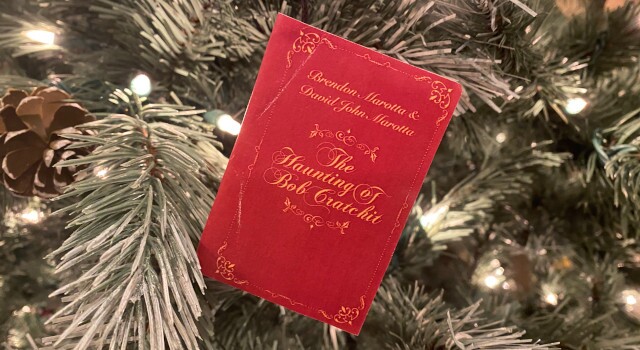 Brendon Marotta &
David John Marotta
The
Haunting Of
Bob Cratchit